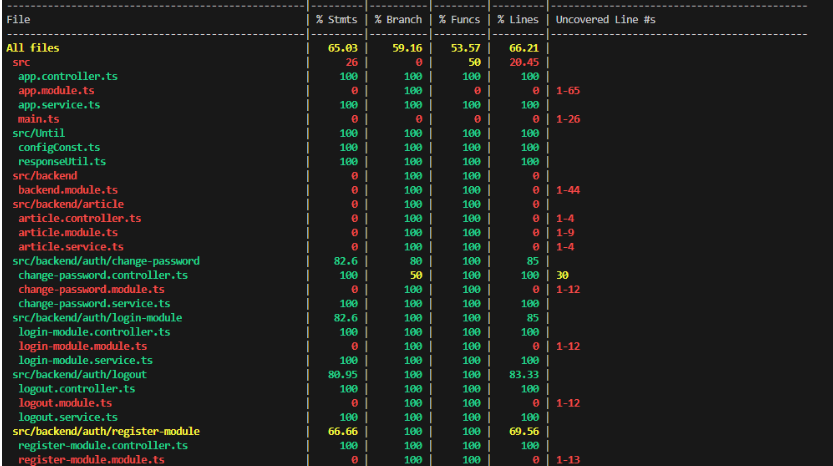 File | % Stmts | % Branch | % Funcs | % Lines | Uncovered Line #s
All files | 65.03 | 59.16 | 53.57 | 66.21 |
src | 26 | 0 | 50 | 20.45 |
app.controller.ts | 100 | 100 | 100 | 100 |
app.module.ts | 0 | 100 | 0 | 0 | 1-65
app.service.ts | 100 | 100 | 100 | 100 |
main.ts | 0 | 0 | 0 | 0 | 1-26
src/Until | 100 | 100 | 100 | 100 |
configConst.ts | 100 | 100 | 100 | 100 |
responseUtil.ts | 100 | 100 | 100 | 100 |
src/backend | 0 | 100 | 100 | 0 |
backend.module.ts | 0 | 100 | 100 | 0 | 1-44
src/backend/article | 0 | 100 | 100 | 0 |
article.controller.ts | 0 | 100 | 100 | 0 | 1-4
article.module.ts | 0 | 100 | 100 | 0 | 1-9
article.service.ts | 0 | 100 | 100 | 0 | 1-4
src/backend/auth/change-password | 82.6 | 80 | 100 | 85 |
change-password.controller.ts | 100 | 50 | 100 | 100 | 30
change-password.module.ts | 0 | 100 | 100 | 0 | 1-12
change-password.service.ts | 100 | 100 | 100 | 100 |
src/backend/auth/login-module | 82.6 | 100 | 100 | 85 |
login-module.controller.ts | 100 | 100 | 100 | 100 |
login-module.module.ts | 0 | 100 | 100 | 0 | 1-12
login-module.service.ts | 100 | 100 | 100 | 100 |
src/backend/auth/logout | 80.95 | 100 | 100 | 83.33 |
logout.controller.ts | 100 | 100 | 100 | 100 |
logout.module.ts | 0 | 100 | 100 | 0 | 1-12
logout.service.ts | 100 | 100 | 100 | 100 |
src/backend/auth/register-module | 66.66 | 100 | 100 | 69.56 |
register-module.controller.ts | 100 | 100 | 100 | 100 |
register-module.module.ts | 0 | 100 | 100 | 0 | 1-13